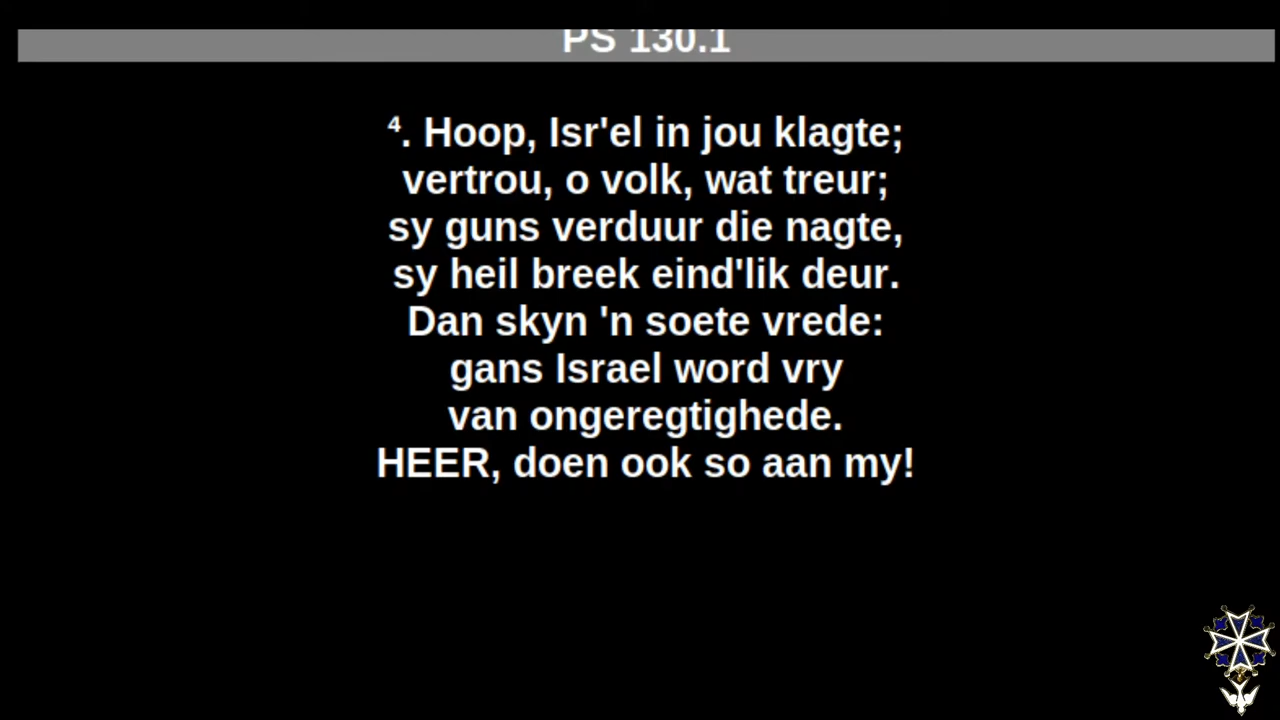 PS 130.1
⁴. Hoop, Isr'el in jou klagte;
vertrou, o volk, wat treur;
sy guns verduur die nagte,
sy heil breek eind'lik deur.
Dan skyn 'n soete vrede:
gans Israel word vry
van ongeregtighede.
HEER, doen ook so aan my!